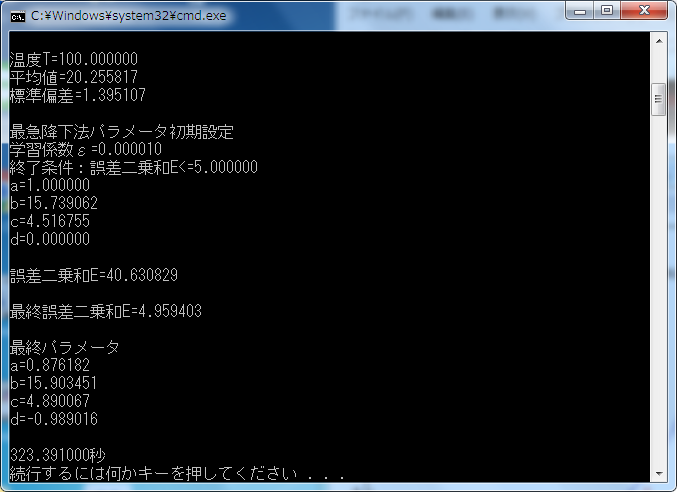 C:¥Windows¥system32¥cmd.exe
温度T=100.000000
平均値=20.255817
標準偏差=1.395107
最急降下法パラメータ初期設定
学習係数ε=0.000010
終了条件：誤差二乗和E<=5.000000
a=1.000000
b=15.739062
c=4.516755
d=0.000000
誤差二乗和E=40.630829
最終誤差二乗和E=4.959403
最終パラメータ
a=0.876182
b=15.903451
c=4.890067
d=-0.989016
323.391000秒
続行するには何かキーを押してください . . .